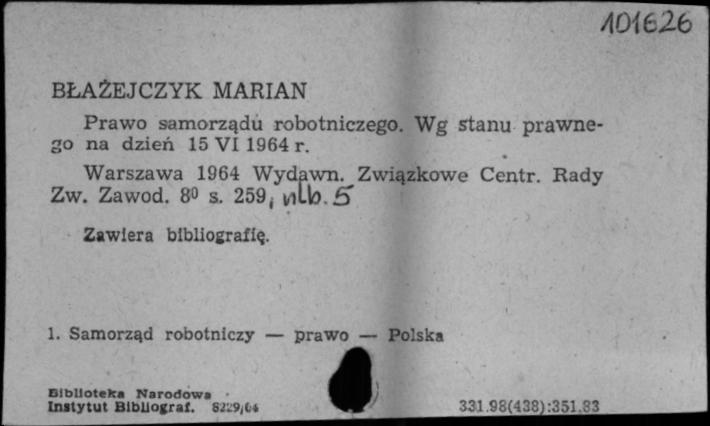 101626
BŁAŻEJCZYK MARIAN
Prawo samorządu robotniczego. Wg stanu prawne-
go na dzień 15 VI 1964 r.
Warszawa 1964 Wydawn. Związkowe Centr. Rady
Zw. Zawod. 8⁰ s. 259, nlb. 5
Zawiera bibliografię.
1. Samorząd robotniczy — prawo — Polska
Biblioteka Narodowa
Instytut Bibliograf. 8229/64
331.98(438):351.83